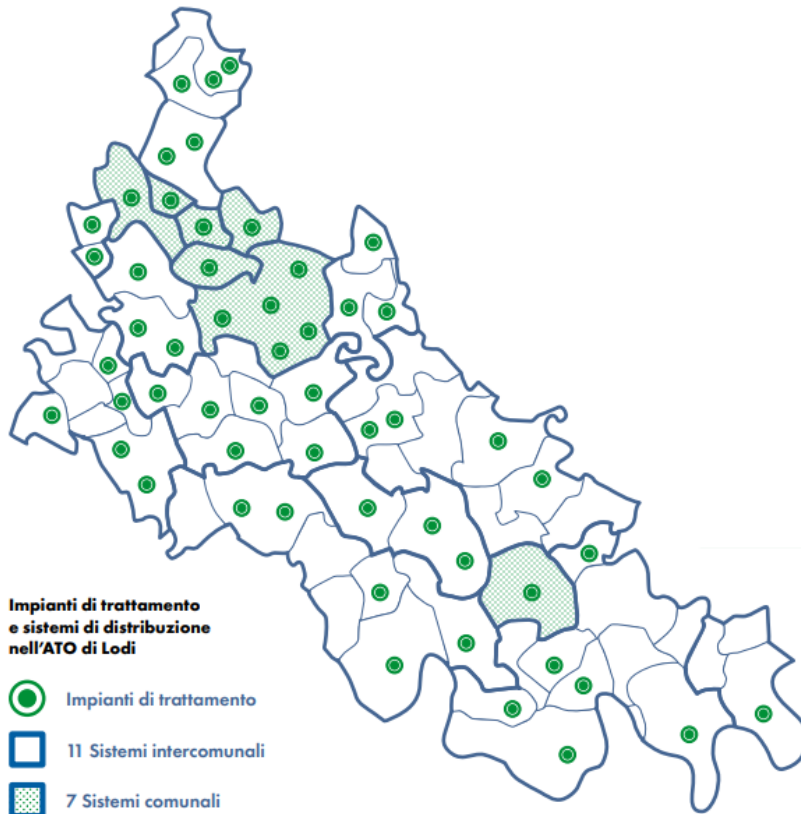 Impianti di trattamento
e sistemi di distribuzione
nell'ATO di Lodi
Impianti di trattamento
11 Sistemi intercomunali
7 Sistemi comunali